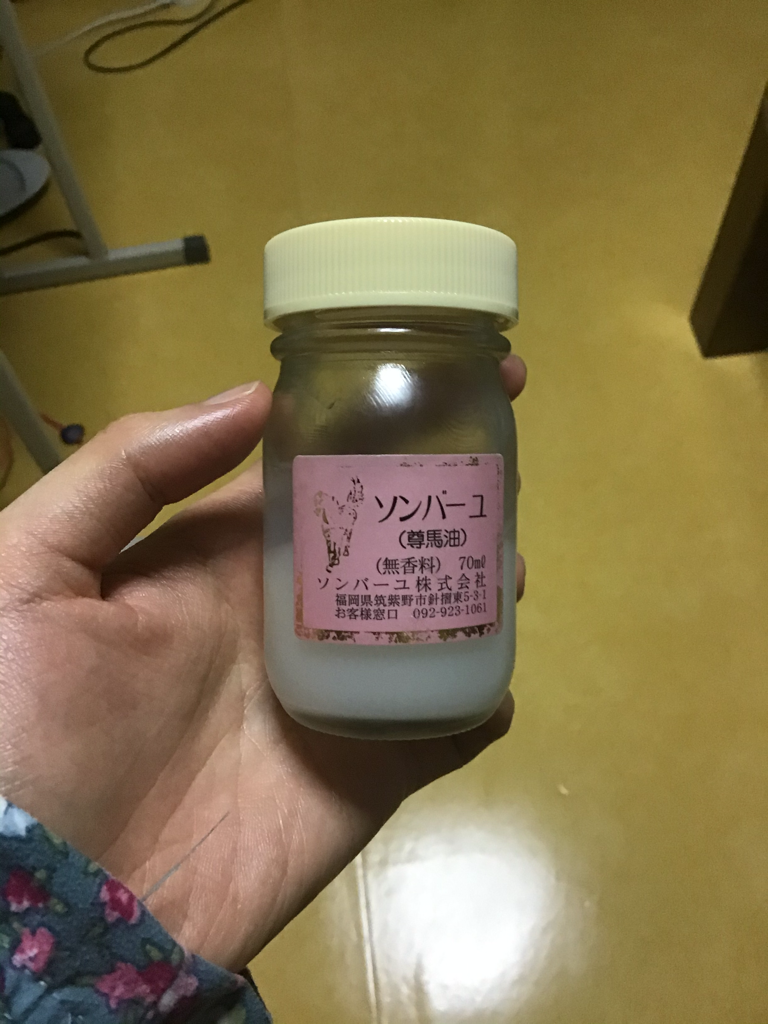 ソンバーユ
（尊馬油）
（無香料） 70ml
ソンバーユ株式会社
福岡県筑紫野市針摺東5-3-1
お客様窓口 092-923-1061